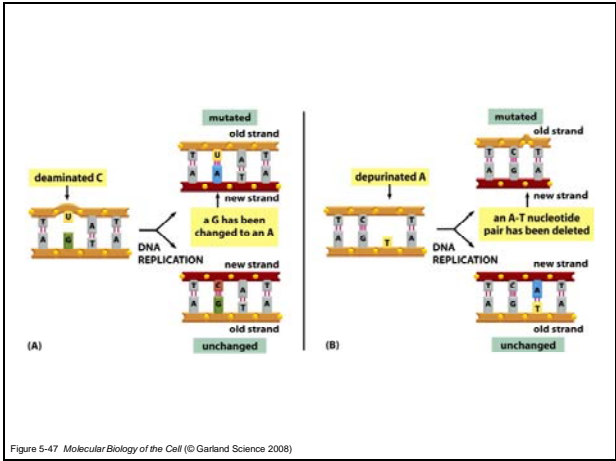 mutated
old strand
T U A T
A A T A
new strand
deaminated C
T U A T
A G T A
a G has been
changed to an A
DNA
REPLICATION
new strand
T C A T
A G T A
old strand
(A)
unchanged
mutated
old strand
T C T
A G A
new strand
depurinated A
T C T
A G T A
an A-T nucleotide
pair has been deleted
DNA
REPLICATION
new strand
T C A T
A G T A
old strand
(B)
unchanged
Figure 5-47 Molecular Biology of the Cell (© Garland Science 2008)